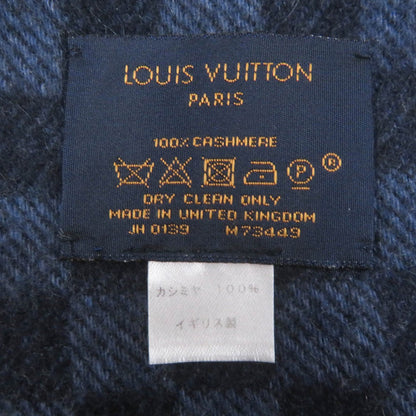 LOUIS VUITTON
PARIS
100% CASHMERE
P ®
DRY CLEAN ONLY
MADE IN UNITED KINGDOM
JH 0139 M73449
カシミヤ 100%
イギリス製